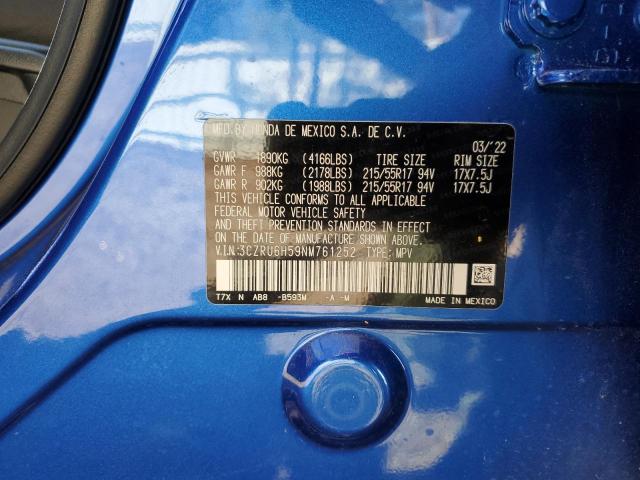 MFD BY HONDA DE MEXICO S.A. DE C.V.
03/'22
GVWR 1890KG (4166LBS) TIRE SIZE RIM SIZE
GAWR F 988KG (2178LBS) 215/55R17 94V 17X7.5J
GAWR R 902KG (1988LBS) 215/55R17 94V 17X7.5J
THIS VEHICLE CONFORMS TO ALL APPLICABLE
FEDERAL MOTOR VEHICLE SAFETY
AND THEFT PREVENTION STANDARDS IN EFFECT
ON THE DATE OF MANUFACTURE SHOWN ABOVE.
V.I.N:3CZRU6H59NM761252 TYPE: MPV
T7X N AB8 -B593M -A -M MADE IN MEXICO